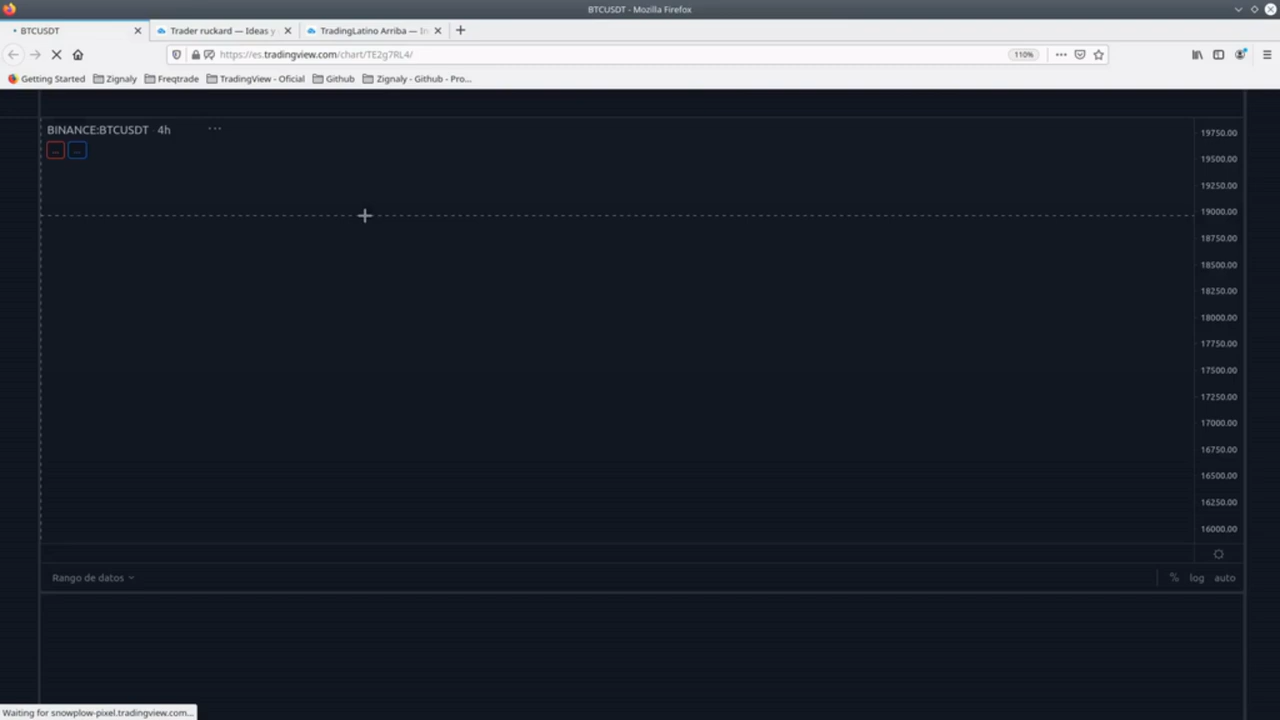 BTCUSDT - Mozilla Firefox
BTCUSDT
Trader ruckard — Ideas y
TradingLatino Arriba — In
https://es.tradingview.com/chart/TE2g7RL4/
110%
Getting Started
Zignaly
Freqtrade
TradingView - Oficial
Github
Zignaly - Github - Pro...
BINANCE:BTCUSDT 4h
19750.00
19500.00
19250.00
19000.00
18750.00
18500.00
18250.00
18000.00
17750.00
17500.00
17250.00
17000.00
16750.00
16500.00
16250.00
16000.00
Rango de datos
% log auto
Waiting for snowplow-pixel.tradingview.com...